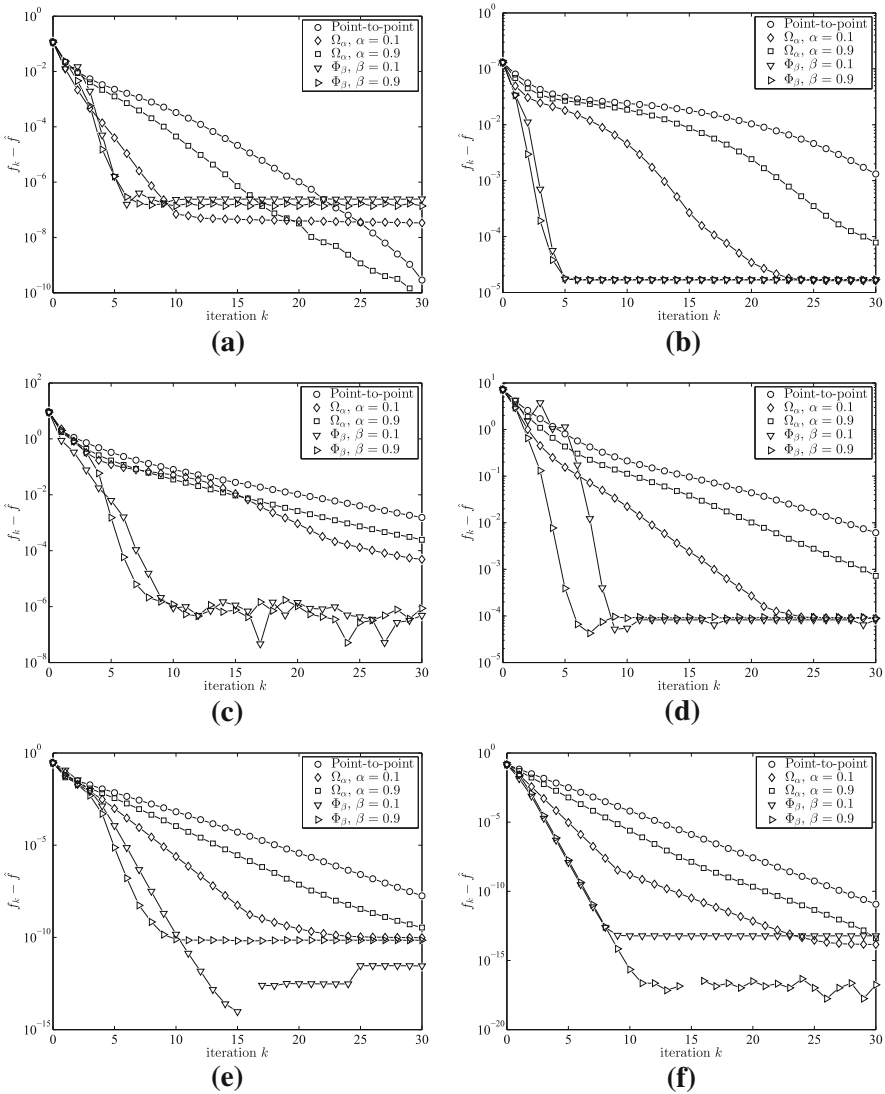 10^0
10^-2
10^-4
10^-6
10^-8
10^-10
f_k − f̂
0 5 10 15 20 25 30
iteration k
Point-to-point
Ω_α, α = 0.1
Ω_α, α = 0.9
Φ_β, β = 0.1
Φ_β, β = 0.9
(a)
10^0
10^-1
10^-2
10^-3
10^-4
10^-5
f_k − f̂
0 5 10 15 20 25 30
iteration k
Point-to-point
Ω_α, α = 0.1
Ω_α, α = 0.9
Φ_β, β = 0.1
Φ_β, β = 0.9
(b)
10^2
10^0
10^-2
10^-4
10^-6
10^-8
f_k − f̂
0 5 10 15 20 25 30
iteration k
Point-to-point
Ω_α, α = 0.1
Ω_α, α = 0.9
Φ_β, β = 0.1
Φ_β, β = 0.9
(c)
10^1
10^0
10^-1
10^-2
10^-3
10^-4
10^-5
f_k − f̂
0 5 10 15 20 25 30
iteration k
Point-to-point
Ω_α, α = 0.1
Ω_α, α = 0.9
Φ_β, β = 0.1
Φ_β, β = 0.9
(d)
10^0
10^-5
10^-10
10^-15
f_k − f̂
0 5 10 15 20 25 30
iteration k
Point-to-point
Ω_α, α = 0.1
Ω_α, α = 0.9
Φ_β, β = 0.1
Φ_β, β = 0.9
(e)
10^0
10^-5
10^-10
10^-15
10^-20
f_k − f̂
0 5 10 15 20 25 30
iteration k
Point-to-point
Ω_α, α = 0.1
Ω_α, α = 0.9
Φ_β, β = 0.1
Φ_β, β = 0.9
(f)